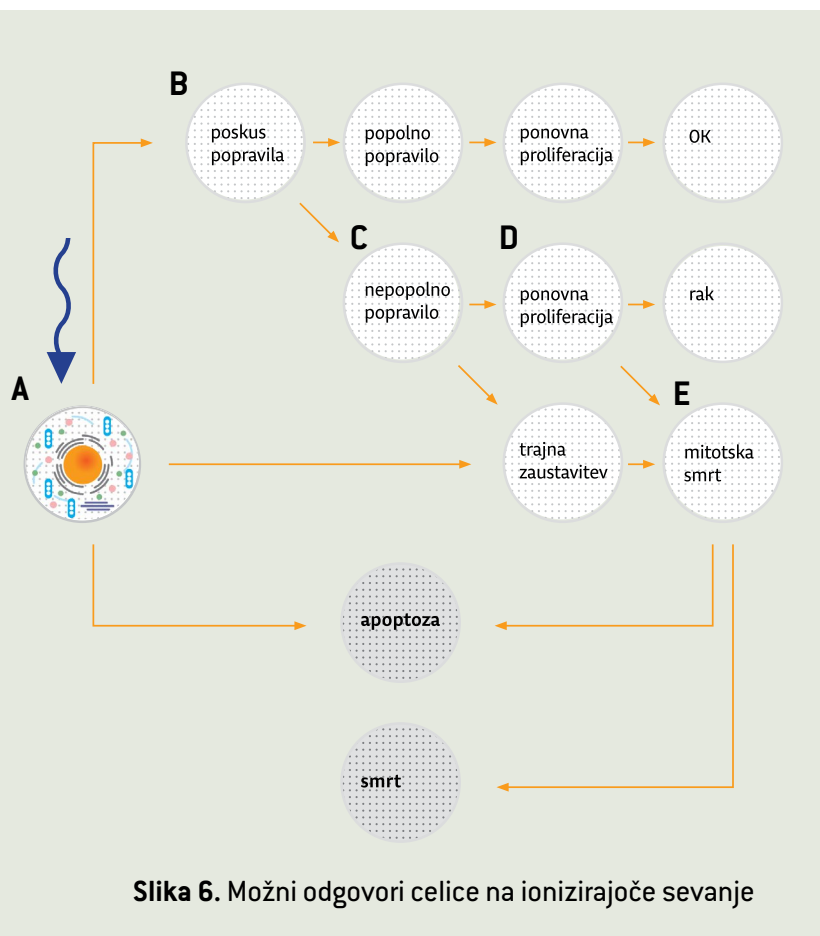 B
poskus
popravila
popolno
popravilo
ponovna
proliferacija
OK
C
nepopolno
popravilo
D
ponovna
proliferacija
rak
A
trajna
zaustavitev
E
mitotska
smrt
apoptoza
smrt
Slika 6. Možni odgovori celice na ionizirajoče sevanje